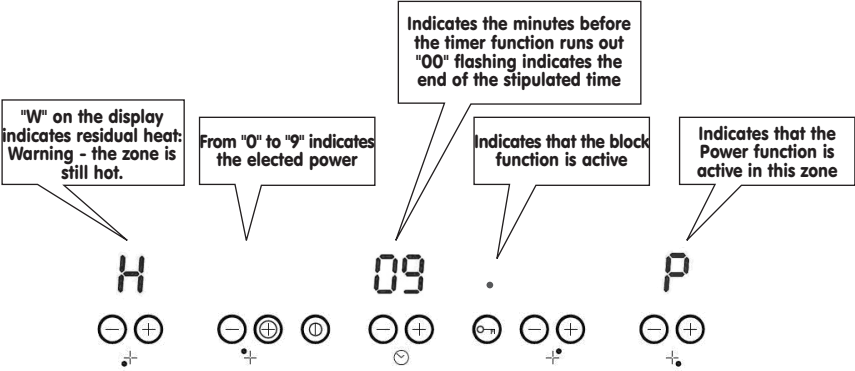 Indicates the minutes before
the timer function runs out
"00" flashing indicates the
end of the stipulated time
"W" on the display
indicates residual heat:
Warning - the zone is
still hot.
From "0" to "9" indicates
the elected power
Indicates that the block
function is active
Indicates that the
Power function is
active in this zone
H
09
.
P